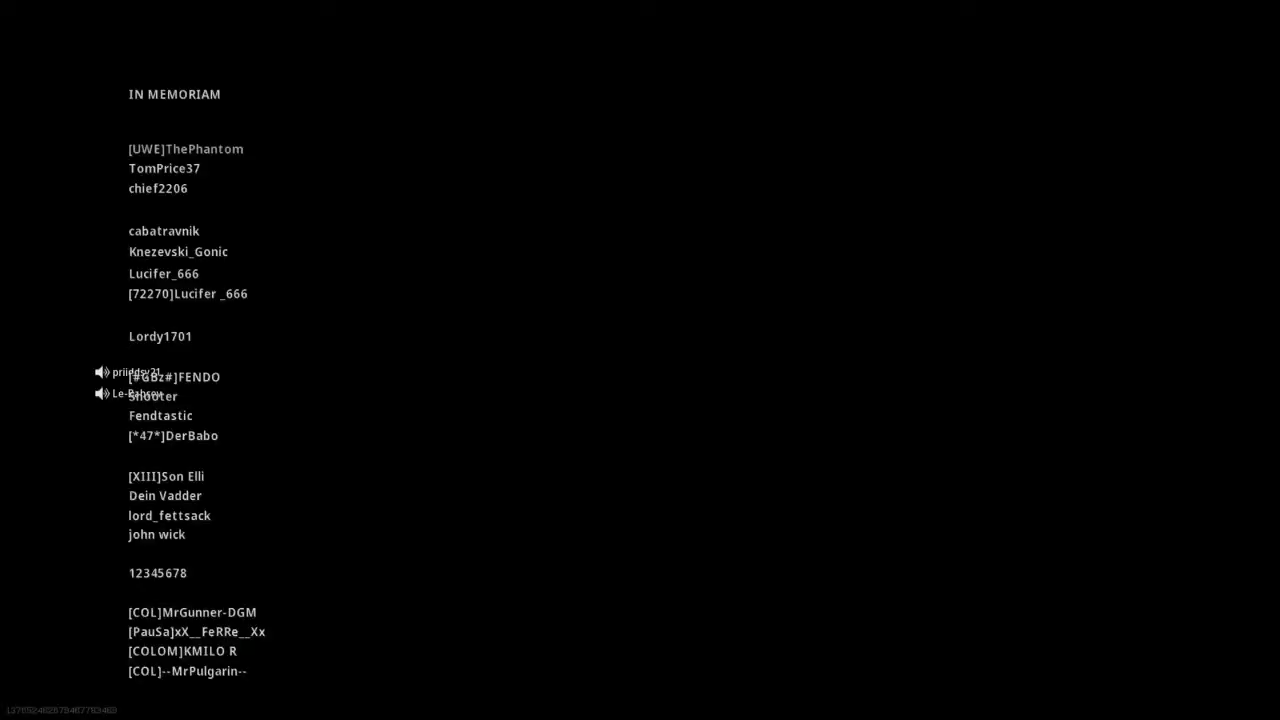 IN MEMORIAM
[UWE]ThePhantom
TomPrice37
chief2206
cabatravnik
Knezevski_Gonic
Lucifer_666
[72270]Lucifer _666
Lordy1701
[#GBz#]FENDO
Shooter
Fendtastic
[*47*]DerBabo
[XIII]Son Elli
Dein Vadder
lord_fettsack
john wick
12345678
[COL]MrGunner-DGM
[PauSa]xX__FeRRe__Xx
[COLOM]KMILO R
[COL]--MrPulgarin--